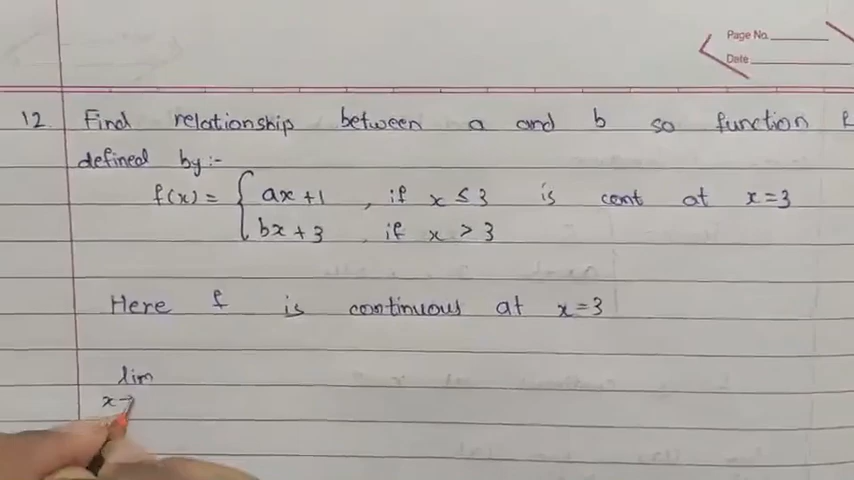 Page No.
Date
12 Find relationship between a and b so function f
defined by:-
f(x) = { ax + 1 , if x ≤ 3 is cont at x = 3
bx + 3 , if x > 3
Here f is continuous at x = 3
lim
x →